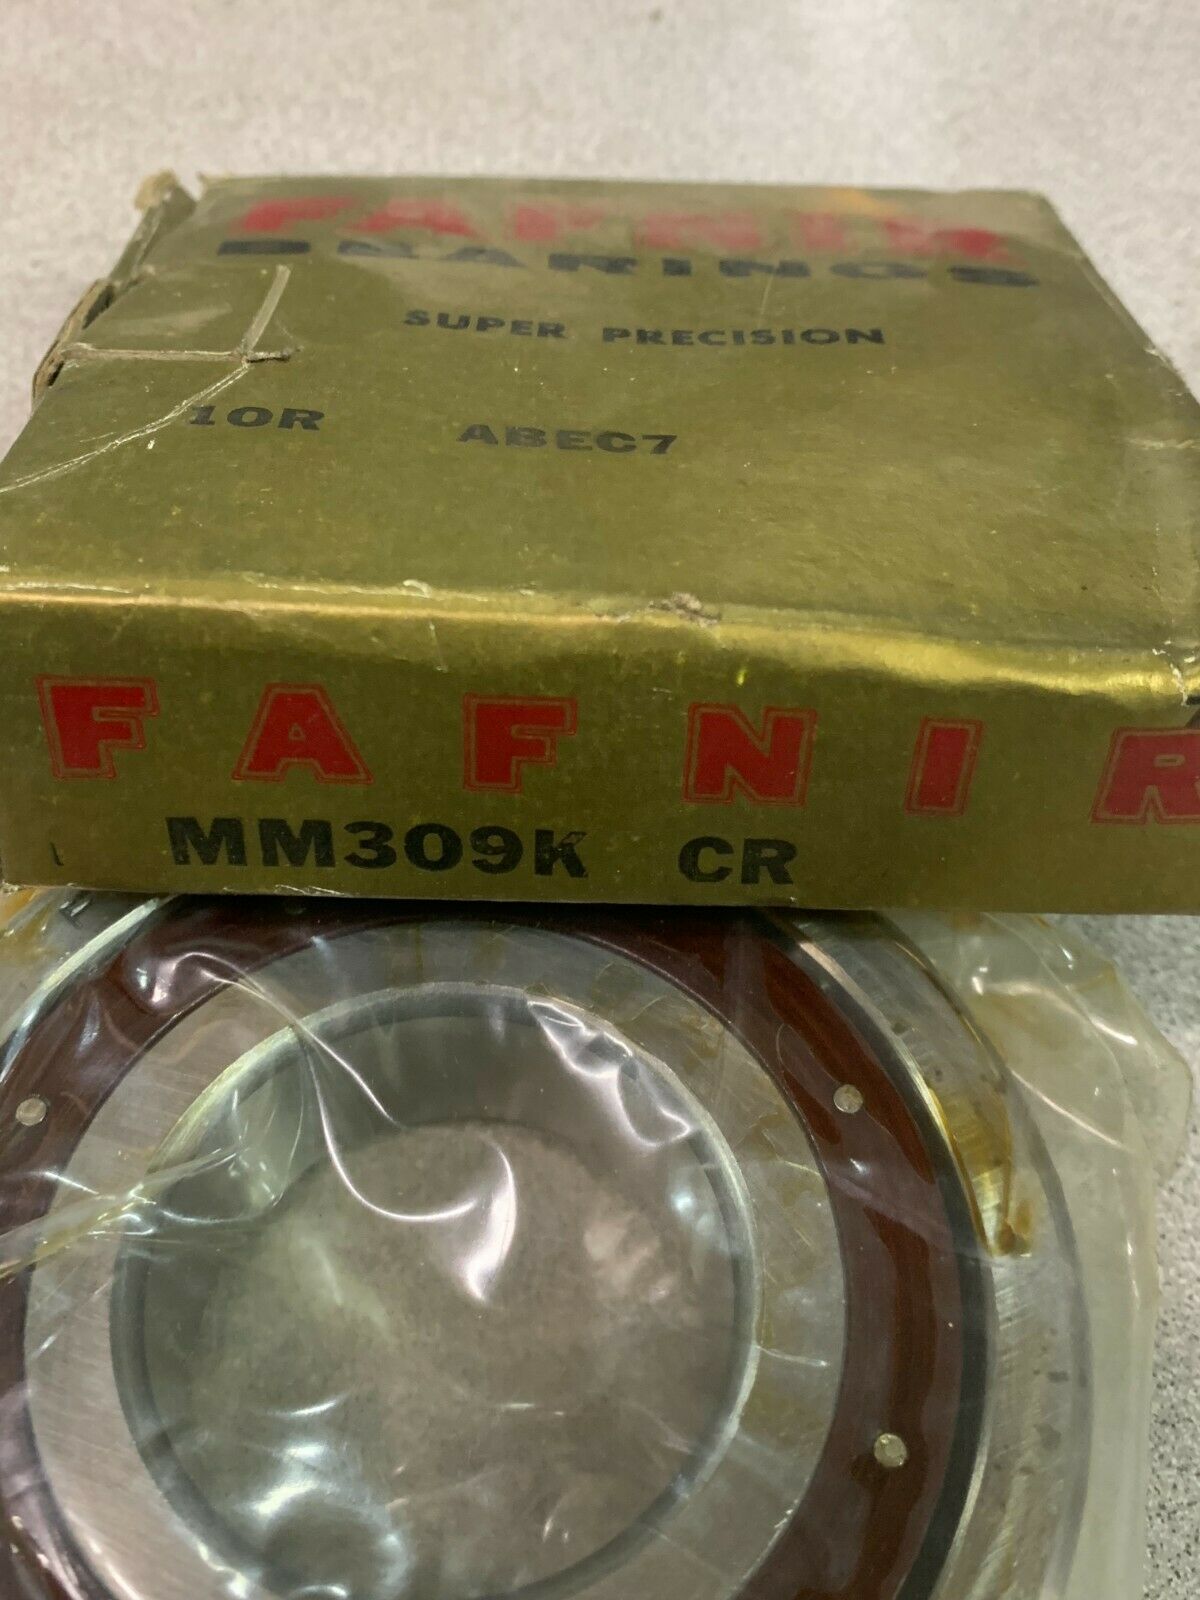 FAFNIR
BEARINGS
SUPER PRECISION
10R ABEC7
FAFNIR
MM309K CR